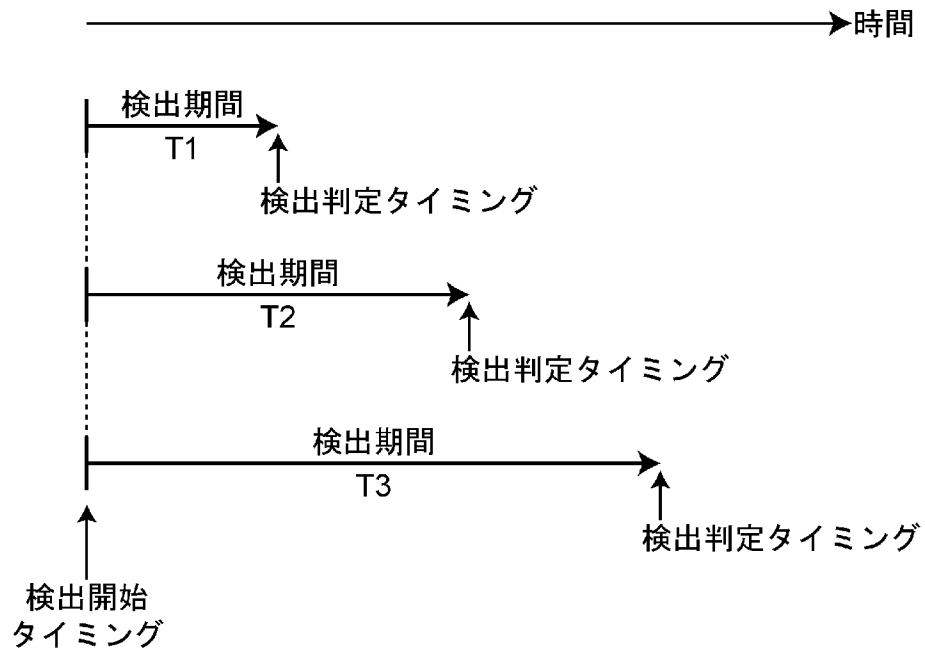 時間
検出期間
T1
検出判定タイミング
検出期間
T2
検出判定タイミング
検出期間
T3
検出判定タイミング
検出開始
タイミング